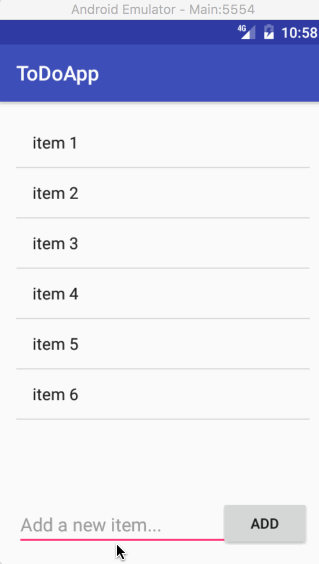 Android Emulator - Main:5554
4G 10:58
ToDoApp
item 1
item 2
item 3
item 4
item 5
item 6
Add a new item... ADD